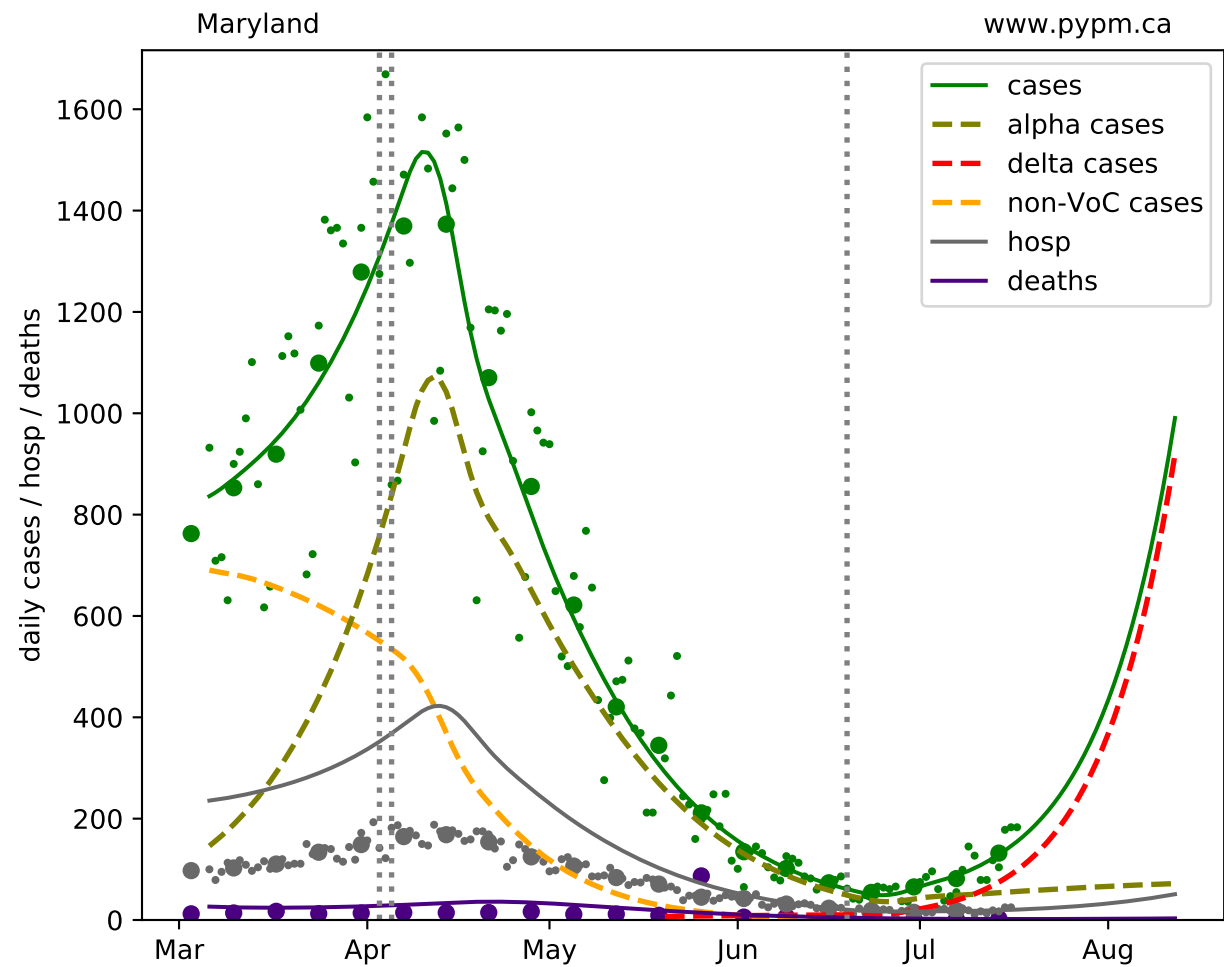 Maryland
www.pypm.ca
cases
alpha cases
delta cases
non-VoC cases
hosp
deaths
daily cases / hosp / deaths
1600
1400
1200
1000
800
600
400
200
0
Mar
Apr
May
Jun
Jul
Aug